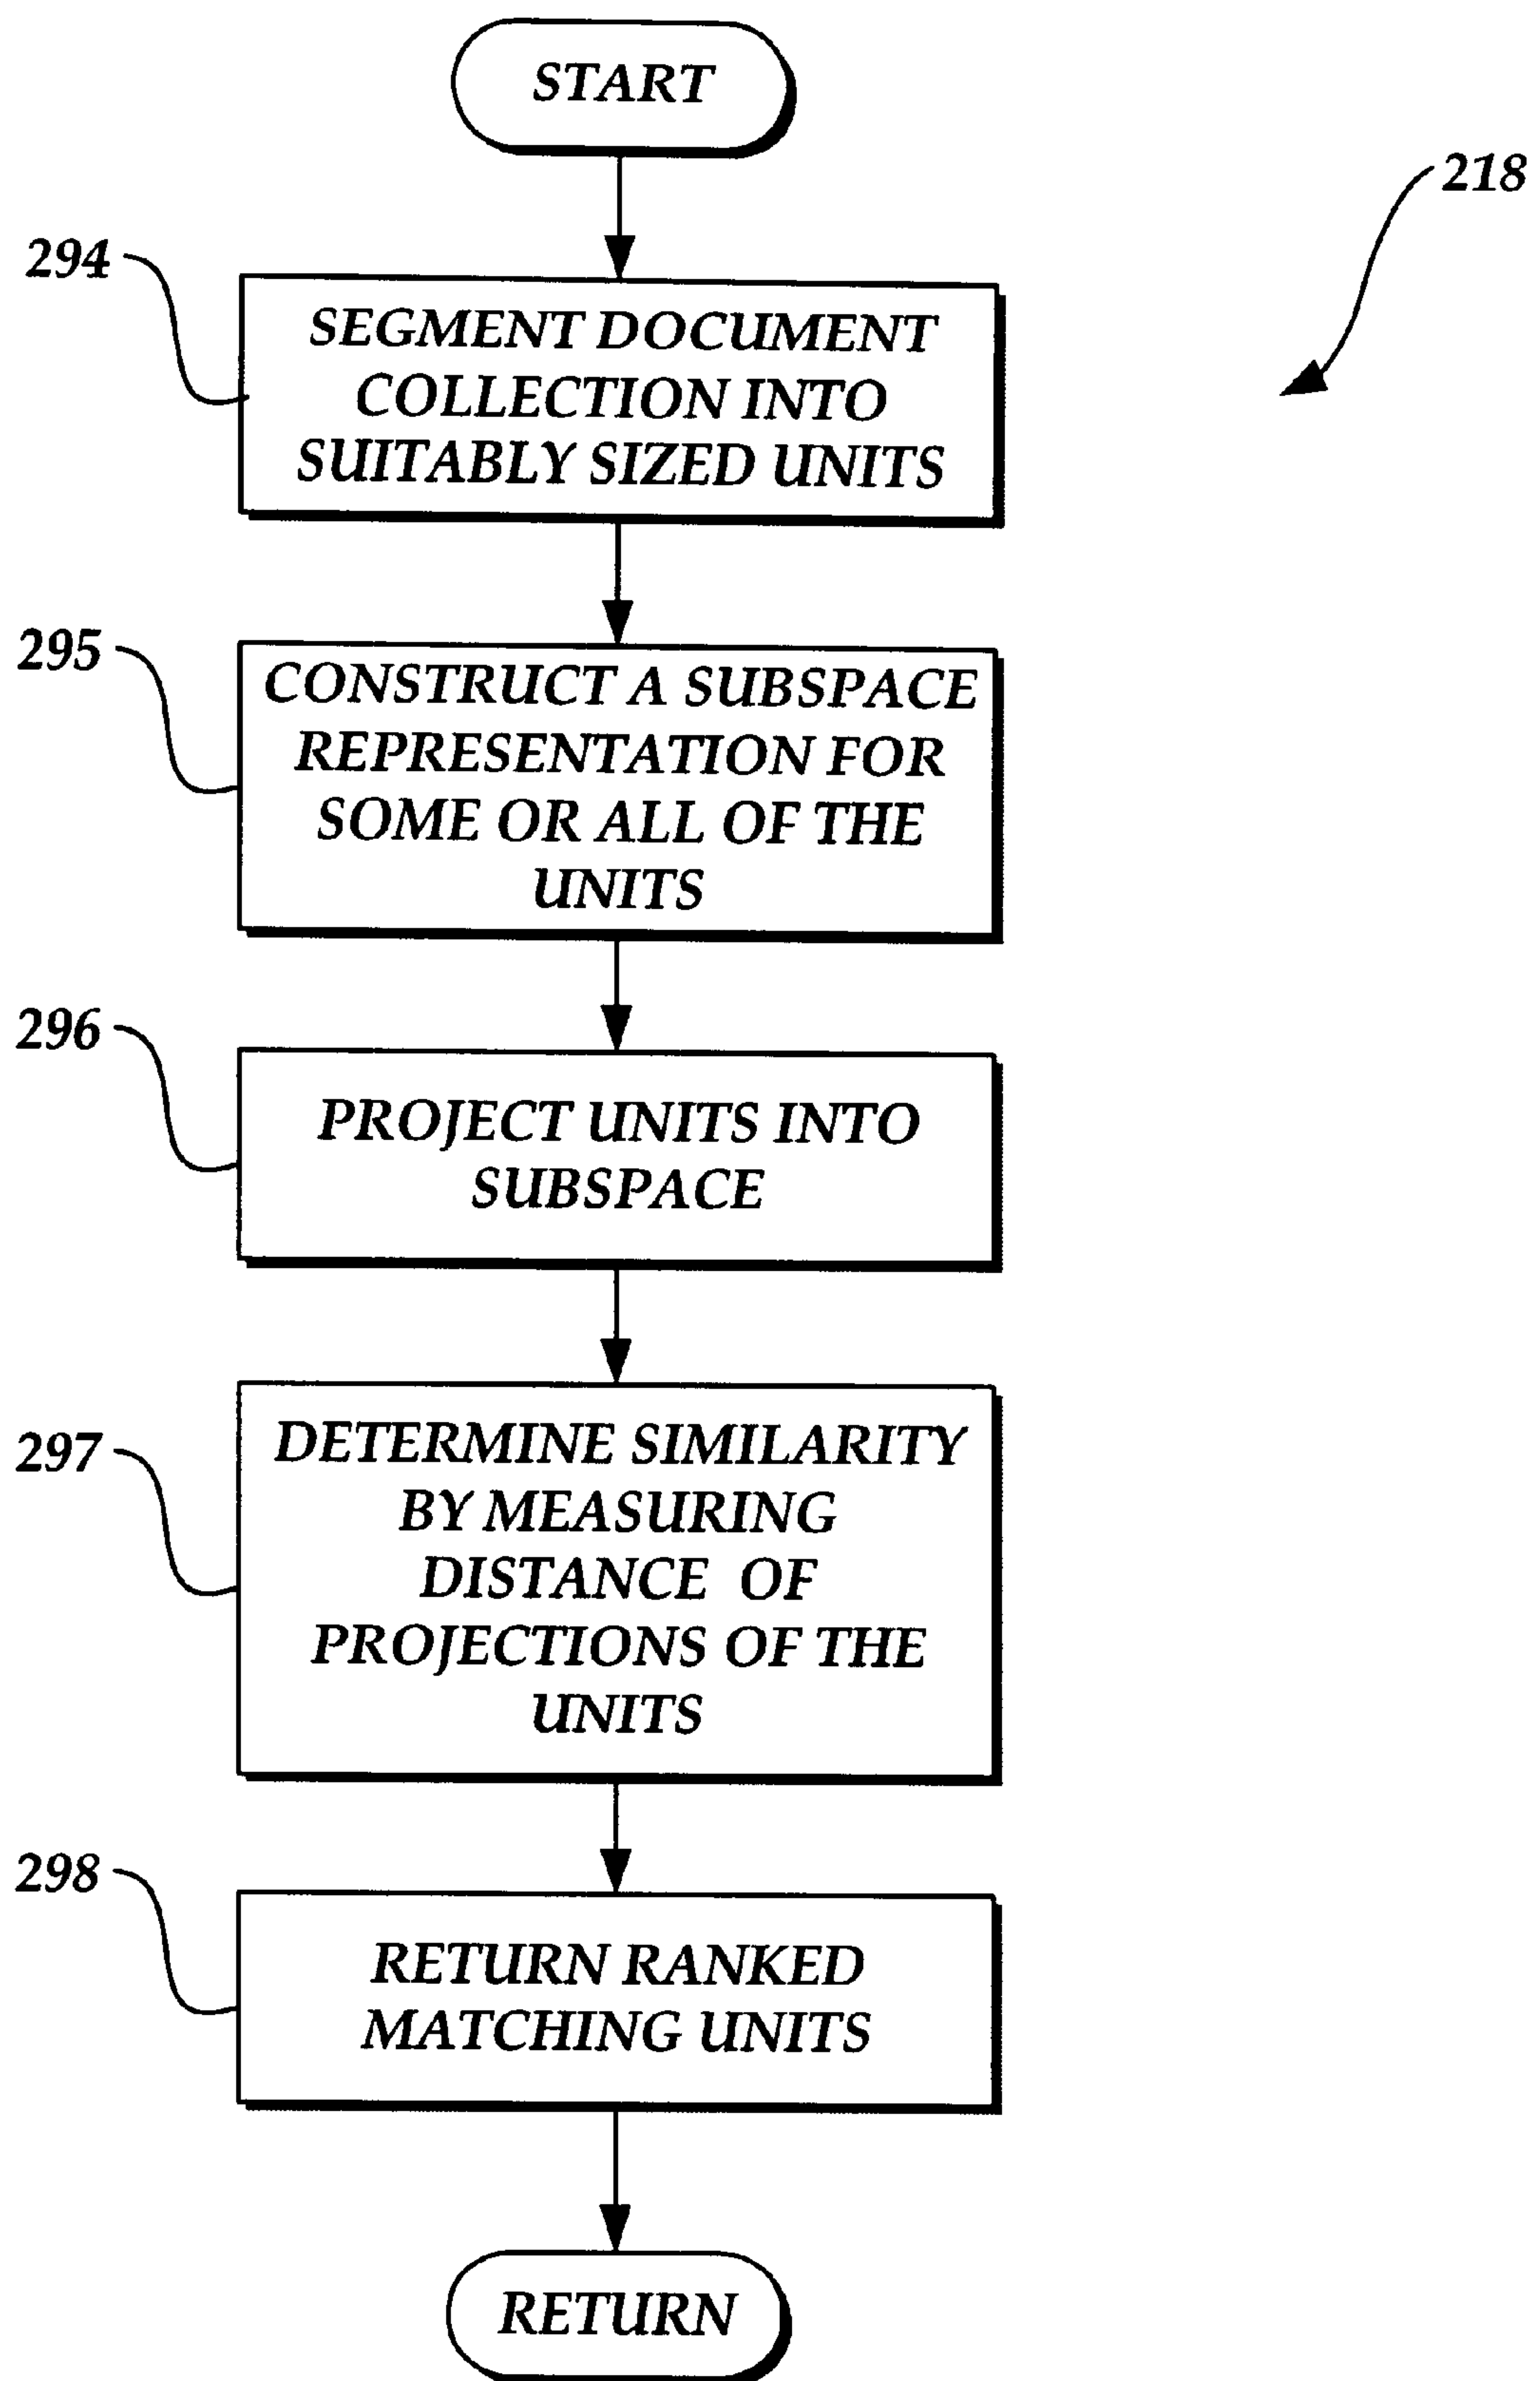 START
218
294
SEGMENT DOCUMENT
COLLECTION INTO
SUITABLY SIZED UNITS
295
CONSTRUCT A SUBSPACE
REPRESENTATION FOR
SOME OR ALL OF THE
UNITS
296
PROJECT UNITS INTO
SUBSPACE
297
DETERMINE SIMILARITY
BY MEASURING
DISTANCE OF
PROJECTIONS OF THE
UNITS
298
RETURN RANKED
MATCHING UNITS
RETURN